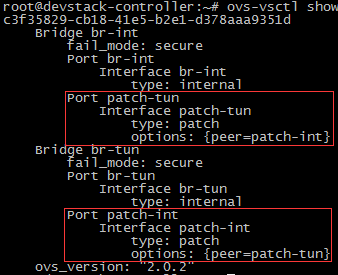 root@devstack-controller:~# ovs-vsctl show
c3f35829-cb18-41e5-b2e1-d378aaa9351d
    Bridge br-int
        fail_mode: secure
        Port br-int
            Interface br-int
                type: internal
        Port patch-tun
            Interface patch-tun
                type: patch
                options: {peer=patch-int}
    Bridge br-tun
        fail_mode: secure
        Port br-tun
            Interface br-tun
                type: internal
        Port patch-int
            Interface patch-int
                type: patch
                options: {peer=patch-tun}
    ovs_version: "2.0.2"